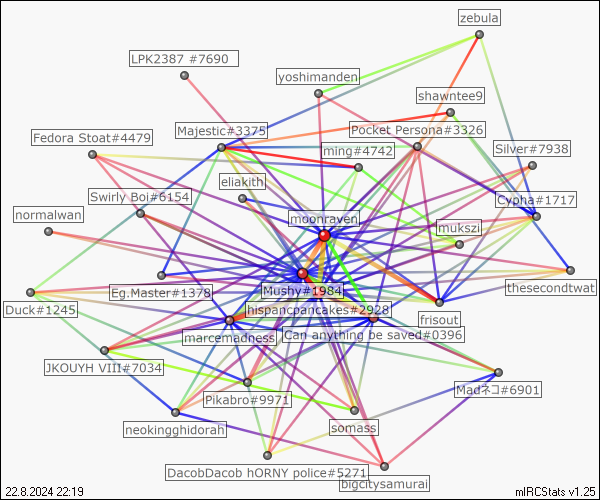 zebula
LPK2387 #7690
yoshimanden
shawntee9
Majestic#3375
Pocket Persona#3326
Fedora Stoat#4479
ming#4742
Silver#7938
eliakith
Swirly Boi#6154
Cypha#1717
normalwan
moonraven
mukszi
Mushy#1984
thesecondtwat
Eg.Master#1378
Duck#1245
hispancpancakes#2928
frisout
marcemadness
Can anything be saved#0396
JKOUYH VIII#7034
Madネコ#6901
Pikabro#9971
neokingghidorah
somass
DacobDacob hORNY police#5271
bigcitysamurai
22.8.2024 22:19
mIRCStats v1.25